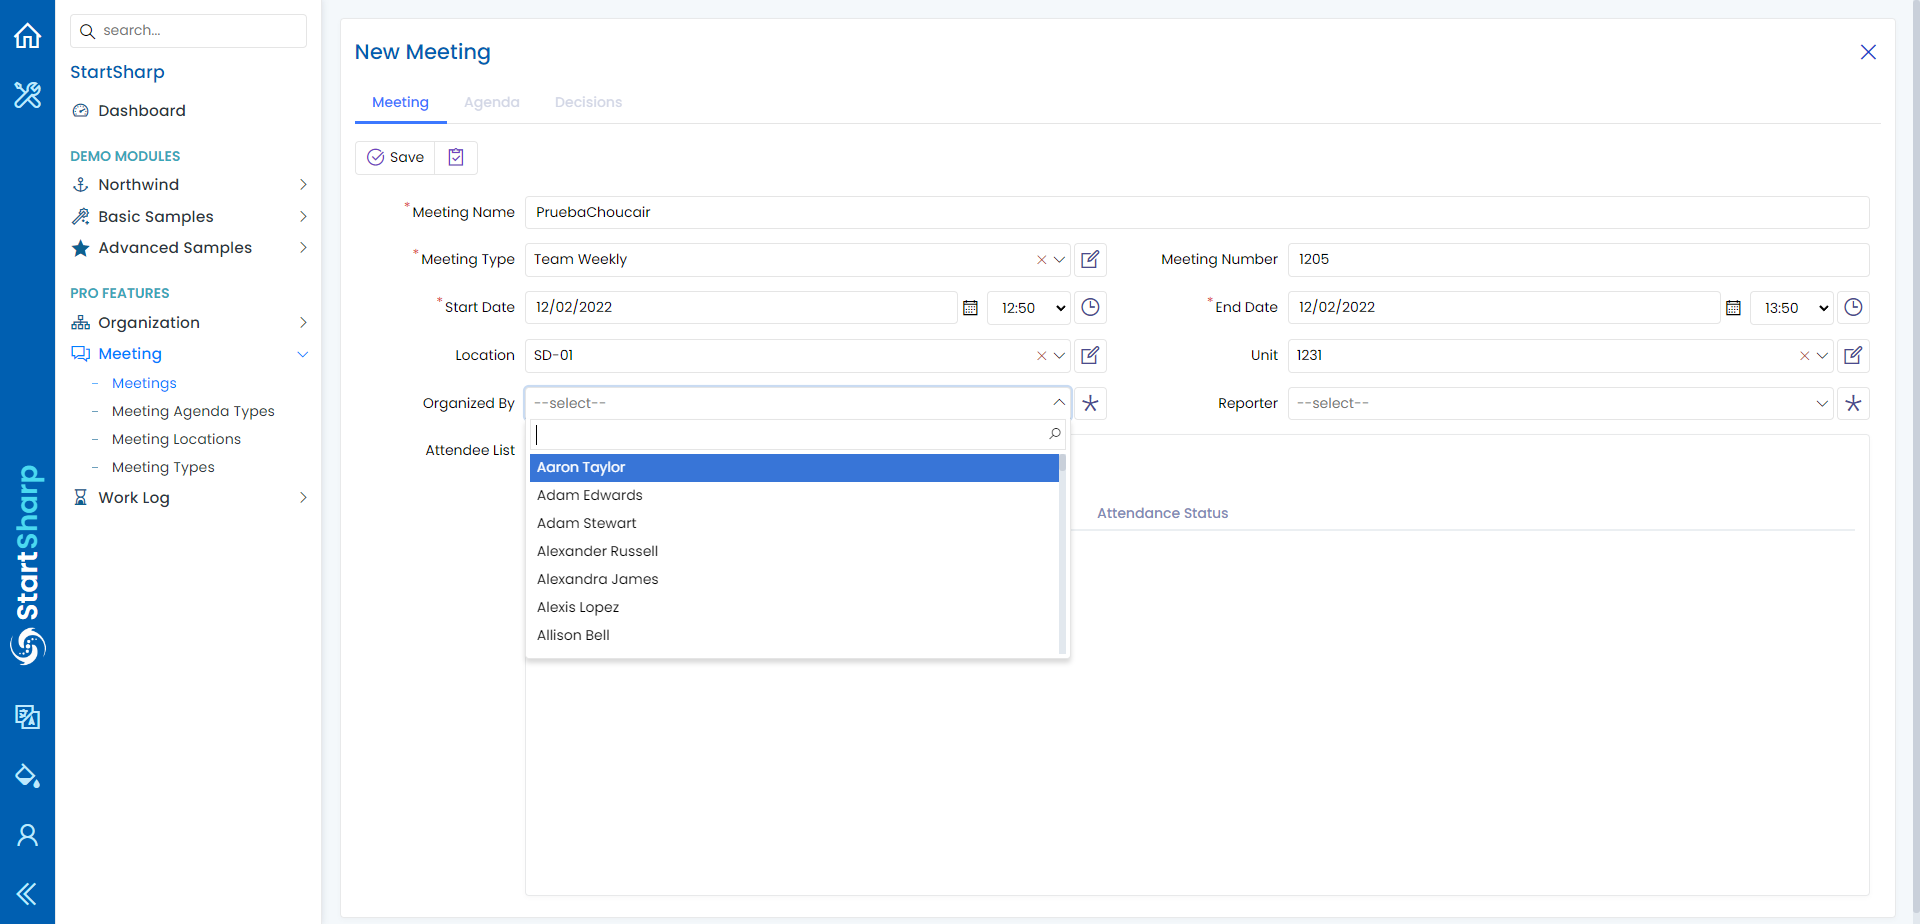 search...
StartSharp
Dashboard
DEMO MODULES
Northwind
Basic Samples
Advanced Samples
PRO FEATURES
Organization
Meeting
- Meetings
- Meeting Agenda Types
- Meeting Locations
- Meeting Types
Work Log
StartSharp
New Meeting
Meeting Agenda Decisions
Save
*Meeting Name PruebaChoucair
*Meeting Type Team Weekly Meeting Number 1205
*Start Date 12/02/2022 12:50 *End Date 12/02/2022 13:50
Location SD-01 Unit 1231
Organized By --select-- Reporter --select--
Attendee List
Aaron Taylor
Adam Edwards
Attendance Status
Adam Stewart
Alexander Russell
Alexandra James
Alexis Lopez
Allison Bell